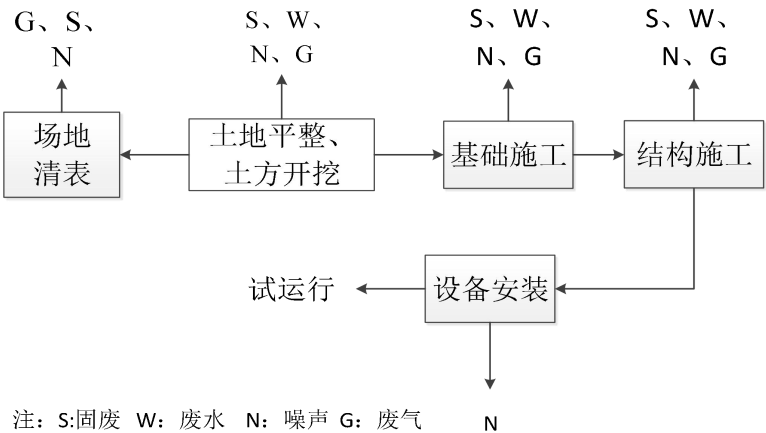 G、S、
N
S、W、
N、G
S、W、
N、G
S、W、
N、G
场地
清表
土地平整、
土方开挖
基础施工
结构施工
试运行
设备安装
注：S:固废 W：废水 N：噪声 G：废气
N